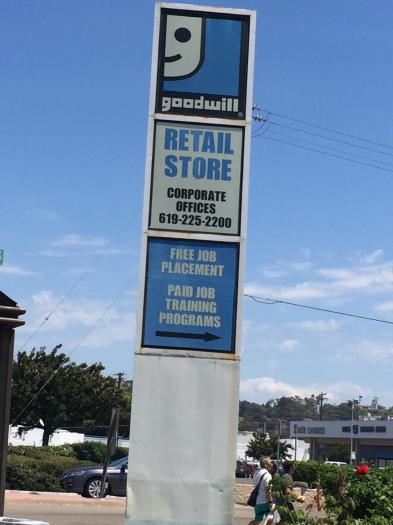 goodwill
RETAIL
STORE
CORPORATE
OFFICES
619-225-2200
FREE JOB
PLACEMENT
PAID JOB
TRAINING
PROGRAMS